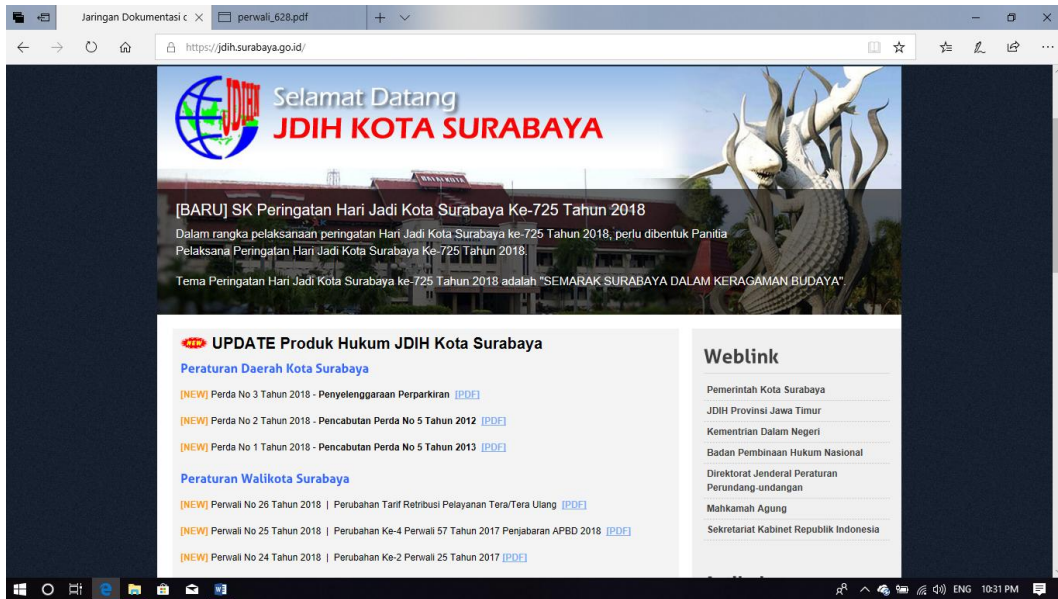 Jaringan Dokumentasi d
perwali_628.pdf
https://jdih.surabaya.go.id/
JDIHN
Selamat Datang
JDIH KOTA SURABAYA
BALAI KOTA
[BARU] SK Peringatan Hari Jadi Kota Surabaya Ke-725 Tahun 2018
Dalam rangka pelaksanaan peringatan Hari Jadi Kota Surabaya ke-725 Tahun 2018, perlu dibentuk Panitia
Pelaksana Peringatan Hari Jadi Kota Surabaya Ke-725 Tahun 2018.
Tema Peringatan Hari Jadi Kota Surabaya ke-725 Tahun 2018 adalah "SEMARAK SURABAYA DALAM KERAGAMAN BUDAYA".
NEW UPDATE Produk Hukum JDIH Kota Surabaya
Peraturan Daerah Kota Surabaya
[NEW] Perda No 3 Tahun 2018 - Penyelenggaraan Perparkiran [PDF]
[NEW] Perda No 2 Tahun 2018 - Pencabutan Perda No 5 Tahun 2012 [PDF]
[NEW] Perda No 1 Tahun 2018 - Pencabutan Perda No 5 Tahun 2013 [PDF]
Peraturan Walikota Surabaya
[NEW] Perwali No 26 Tahun 2018 | Perubahan Tarif Retribusi Pelayanan Tera/Tera Ulang [PDF]
[NEW] Perwali No 25 Tahun 2018 | Perubahan Ke-4 Perwali 57 Tahun 2017 Penjabaran APBD 2018 [PDF]
[NEW] Perwali No 24 Tahun 2018 | Perubahan Ke-2 Perwali 25 Tahun 2017 [PDF]
Weblink
Pemerintah Kota Surabaya
JDIH Provinsi Jawa Timur
Kementrian Dalam Negeri
Badan Pembinaan Hukum Nasional
Direktorat Jenderal Peraturan
Perundang-undangan
Mahkamah Agung
Sekretariat Kabinet Republik Indonesia
ENG
10:31 PM